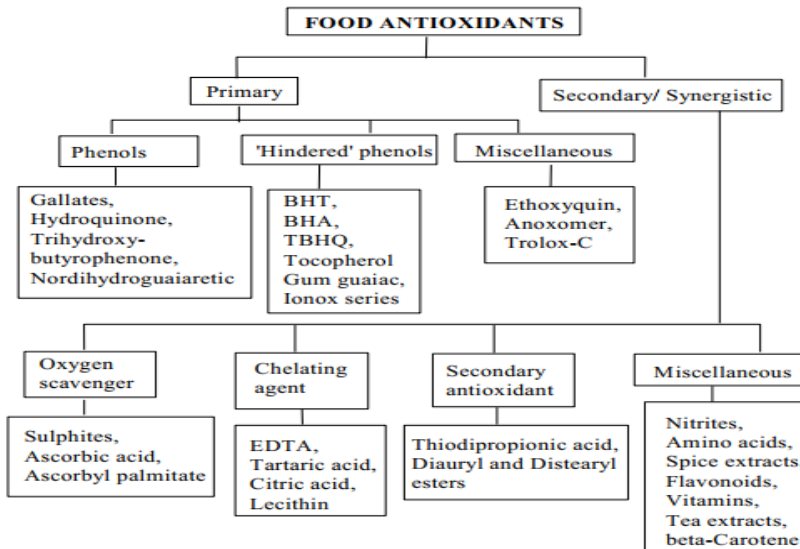 FOOD ANTIOXIDANTS
Primary
Secondary/ Synergistic
Phenols
'Hindered' phenols
Miscellaneous
Gallates,
Hydroquinone,
Trihydroxy-
butyrophenone,
Nordihydroguaiaretic
BHT,
BHA,
TBHQ,
Tocopherol
Gum guaiac,
Ionox series
Ethoxyquin,
Anoxomer,
Trolox-C
Oxygen
scavenger
Chelating
agent
Secondary
antioxidant
Miscellaneous
Sulphites,
Ascorbic acid,
Ascorbyl palmitate
EDTA,
Tartaric acid,
Citric acid,
Lecithin
Thiodipropionic acid,
Diauryl and Distearyl
esters
Nitrites,
Amino acids,
Spice extracts,
Flavonoids,
Vitamins,
Tea extracts,
beta-Carotene